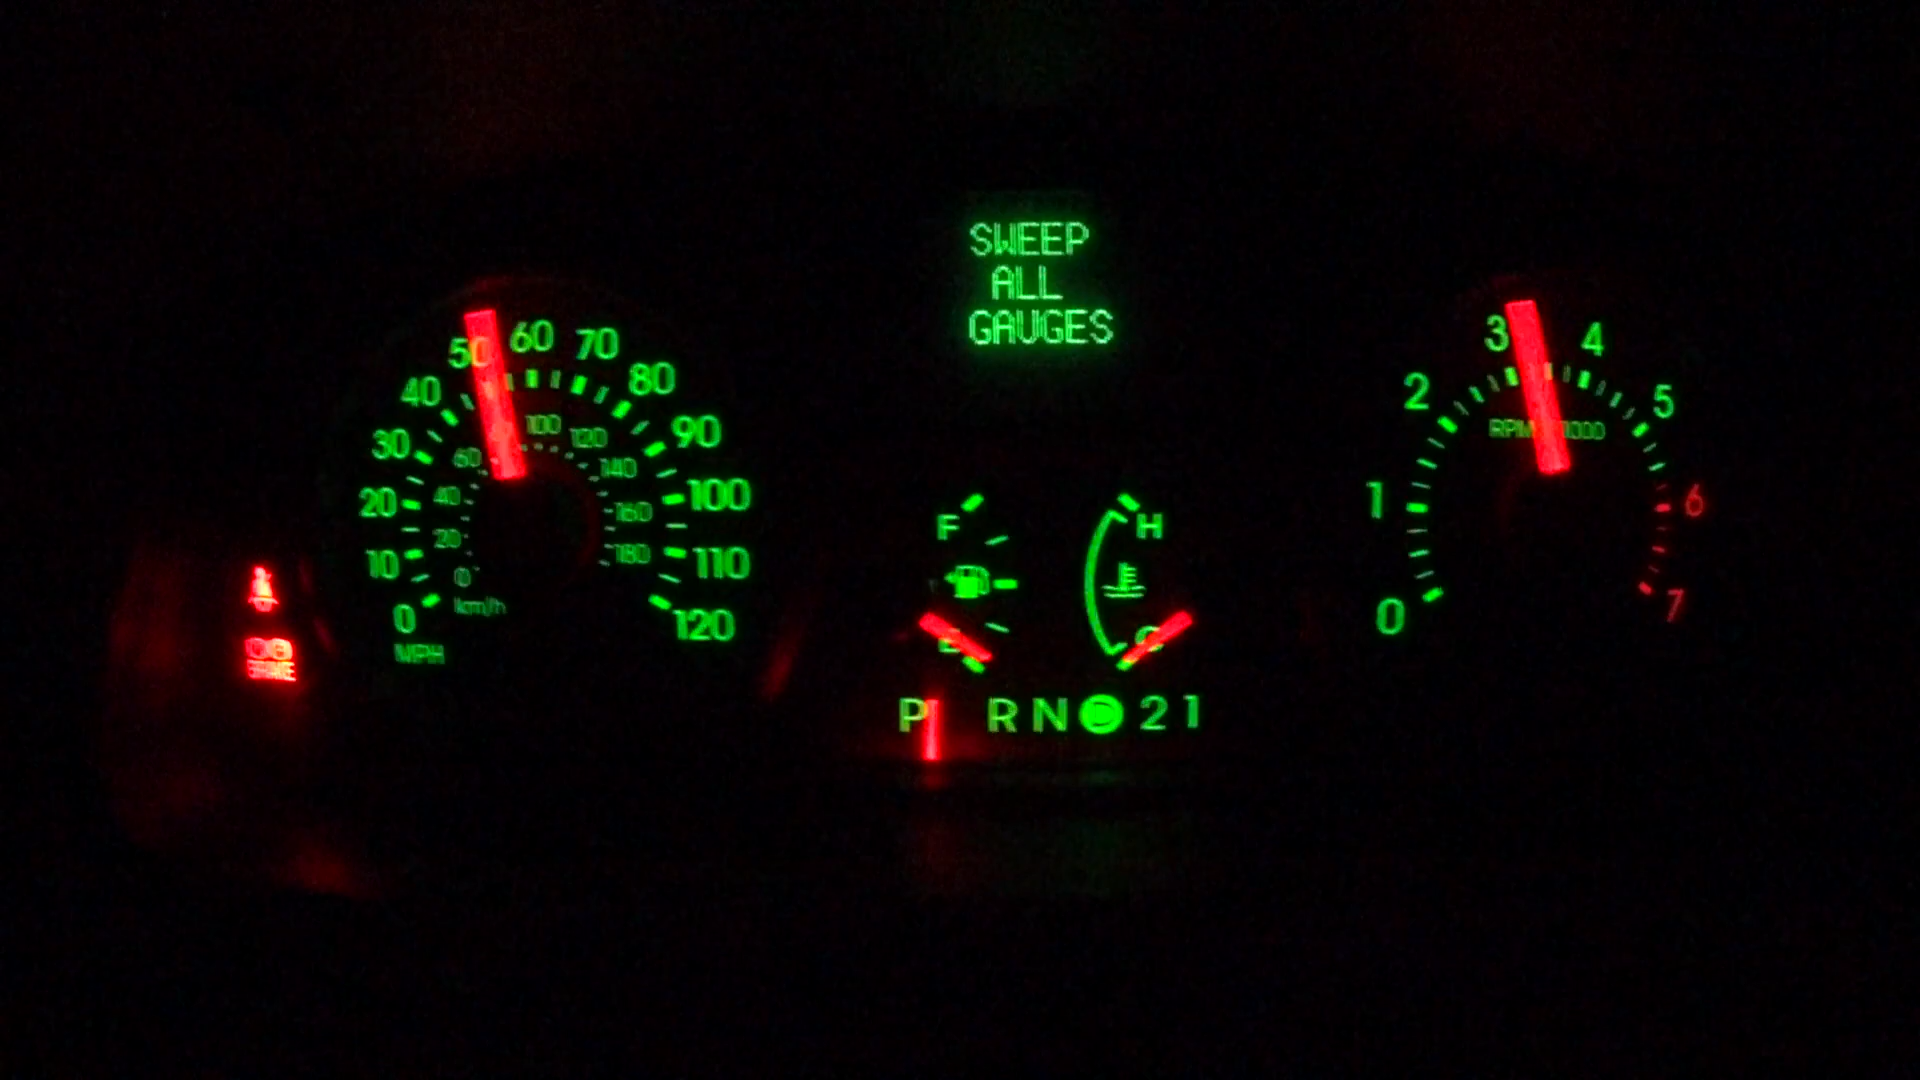 SWEEP
ALL
GAUGES
0 10 20 30 40 50 60 70 80 90 100 110 120
MPH
0 20 40 60 100 120 140 160 180
km/h
F
E
H
C
P R N D 2 1
0 1 2 3 4 5 6 7
RPM 1000
BRAKE